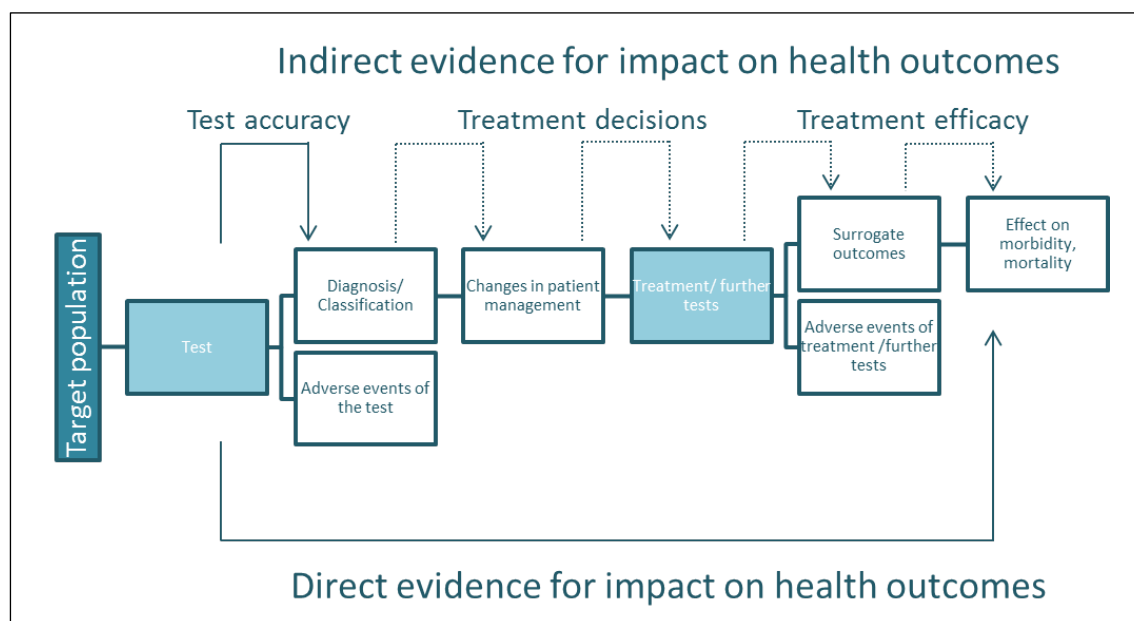 Indirect evidence for impact on health outcomes
Test accuracy
Treatment decisions
Treatment efficacy
Target population
Test
Diagnosis/
Classification
Adverse events of
the test
Changes in patient
management
Treatment/ further
tests
Surrogate
outcomes
Adverse events of
treatment /further
tests
Effect on
morbidity,
mortality
Direct evidence for impact on health outcomes